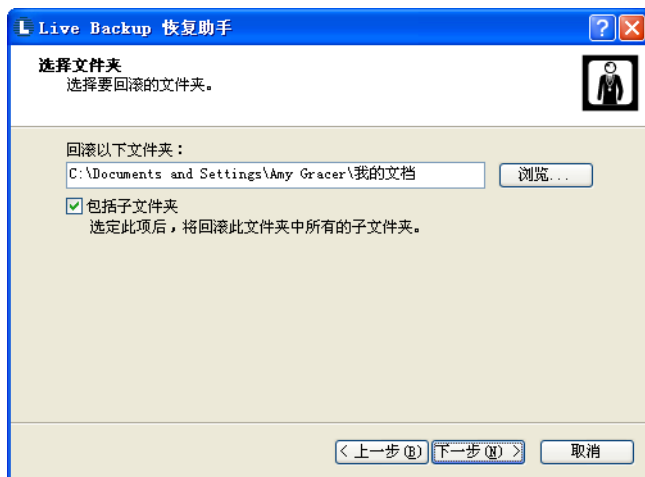 L Live Backup 恢复助手
选择文件夹
选择要回滚的文件夹。
回滚以下文件夹：
C:\Documents and Settings\Amy Gracer\我的文档
浏览...
包括子文件夹
选定此项后，将回滚此文件夹中所有的子文件夹。
< 上一步(B) 下一步(N) > 取消